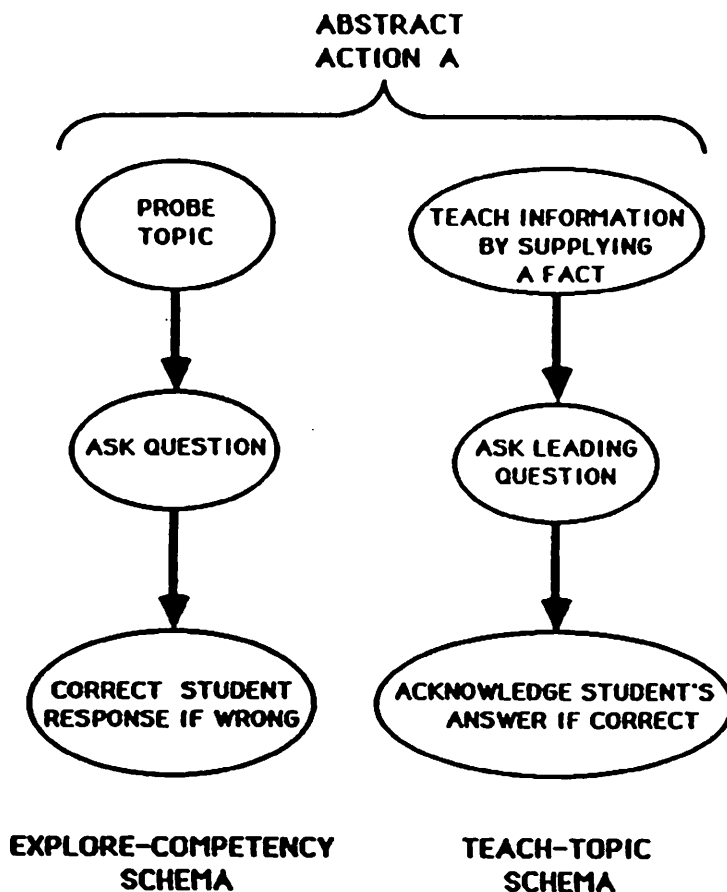 ABSTRACT
ACTION A
PROBE
TOPIC
ASK QUESTION
CORRECT STUDENT
RESPONSE IF WRONG
EXPLORE-COMPETENCY
SCHEMA
TEACH INFORMATION
BY SUPPLYING
A FACT
ASK LEADING
QUESTION
ACKNOWLEDGE STUDENT'S
ANSWER IF CORRECT
TEACH-TOPIC
SCHEMA